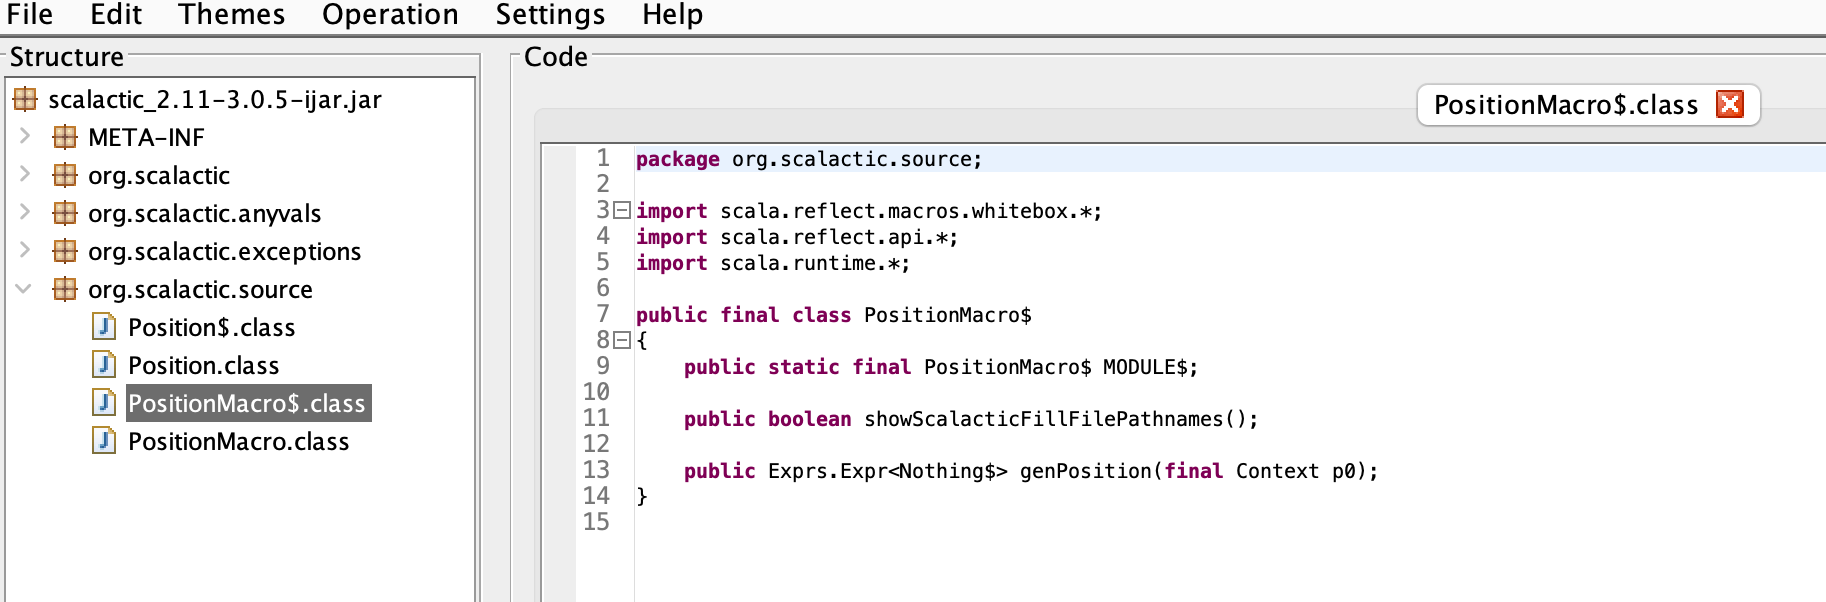 File Edit Themes Operation Settings Help
Structure
scalactic_2.11-3.0.5-ijar.jar
META-INF
org.scalactic
org.scalactic.anyvals
org.scalactic.exceptions
org.scalactic.source
Position$.class
Position.class
PositionMacro$.class
PositionMacro.class
Code
PositionMacro$.class
1 package org.scalactic.source;
2
3 import scala.reflect.macros.whitebox.*;
4 import scala.reflect.api.*;
5 import scala.runtime.*;
6
7 public final class PositionMacro$
8 {
9 public static final PositionMacro$ MODULE$;
10
11 public boolean showScalacticFillFilePathnames();
12
13 public Exprs.Expr<Nothing$> genPosition(final Context p0);
14 }
15